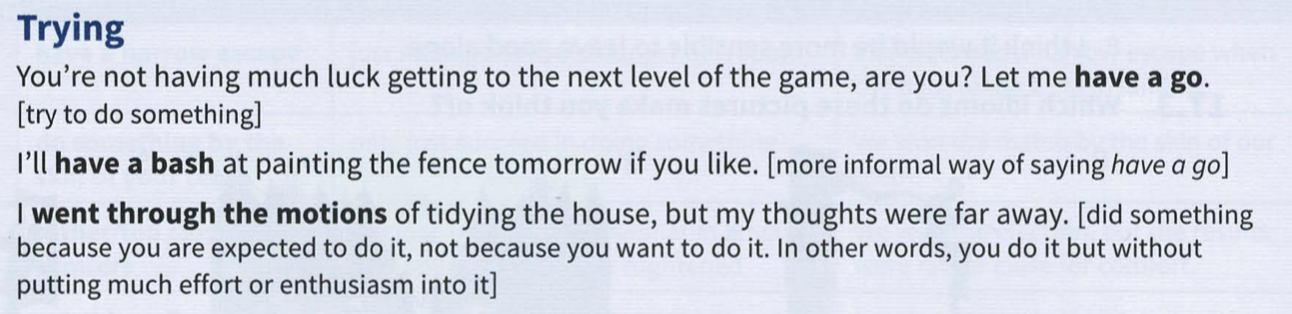 Trying
You're not having much luck getting to the next level of the game, are you? Let me have a go.
[try to do something]
I'll have a bash at painting the fence tomorrow if you like. [more informal way of saying have a go]
I went through the motions of tidying the house, but my thoughts were far away. [did something
because you are expected to do it, not because you want to do it. In other words, you do it but without
putting much effort or enthusiasm into it]